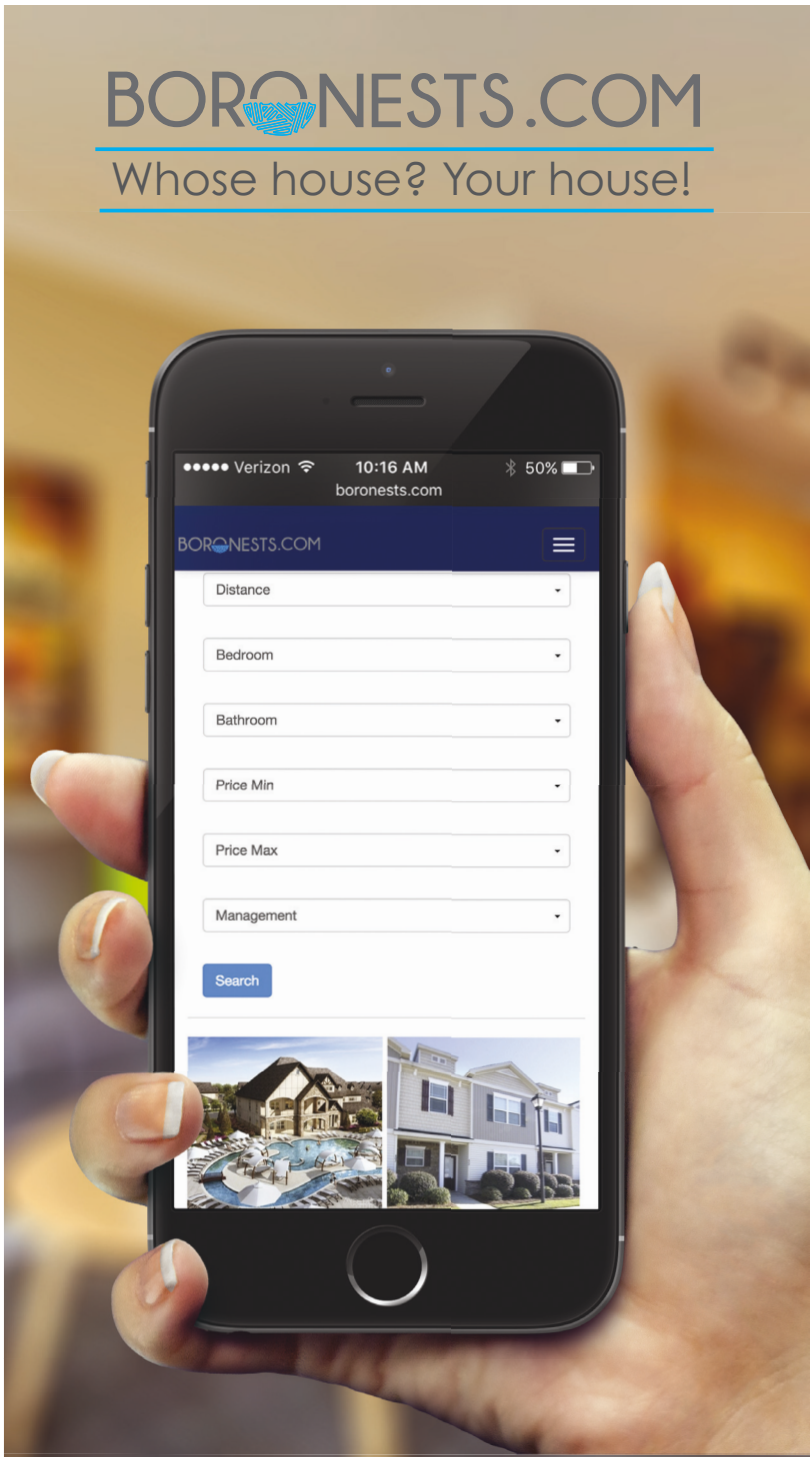 BORONESTS.COM
Whose house? Your house!
Verizon 10:16 AM 50%
boronests.com
BORONESTS.COM
Distance
Bedroom
Bathroom
Price Min
Price Max
Management
Search